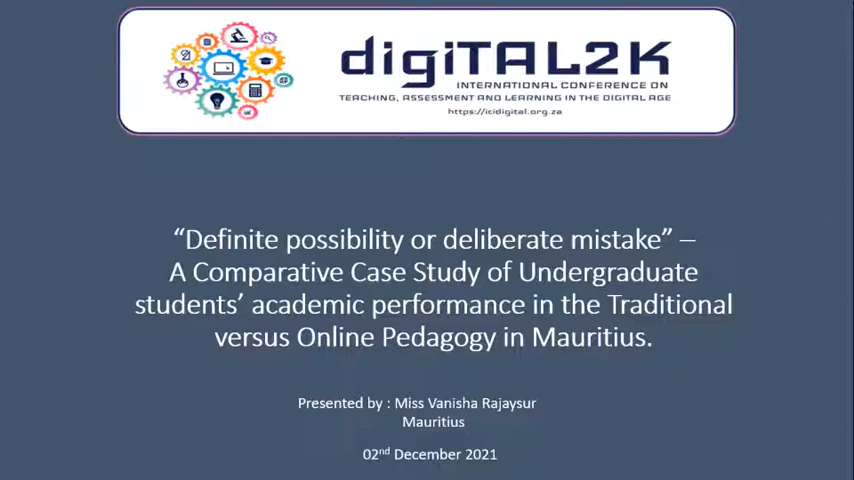 digiTAL2K
INTERNATIONAL CONFERENCE ON
TEACHING, ASSESSMENT AND LEARNING IN THE DIGITAL AGE
https://icidigital.org.za
“Definite possibility or deliberate mistake” –
A Comparative Case Study of Undergraduate
students’ academic performance in the Traditional
versus Online Pedagogy in Mauritius.
Presented by : Miss Vanisha Rajaysur
Mauritius
02nd December 2021